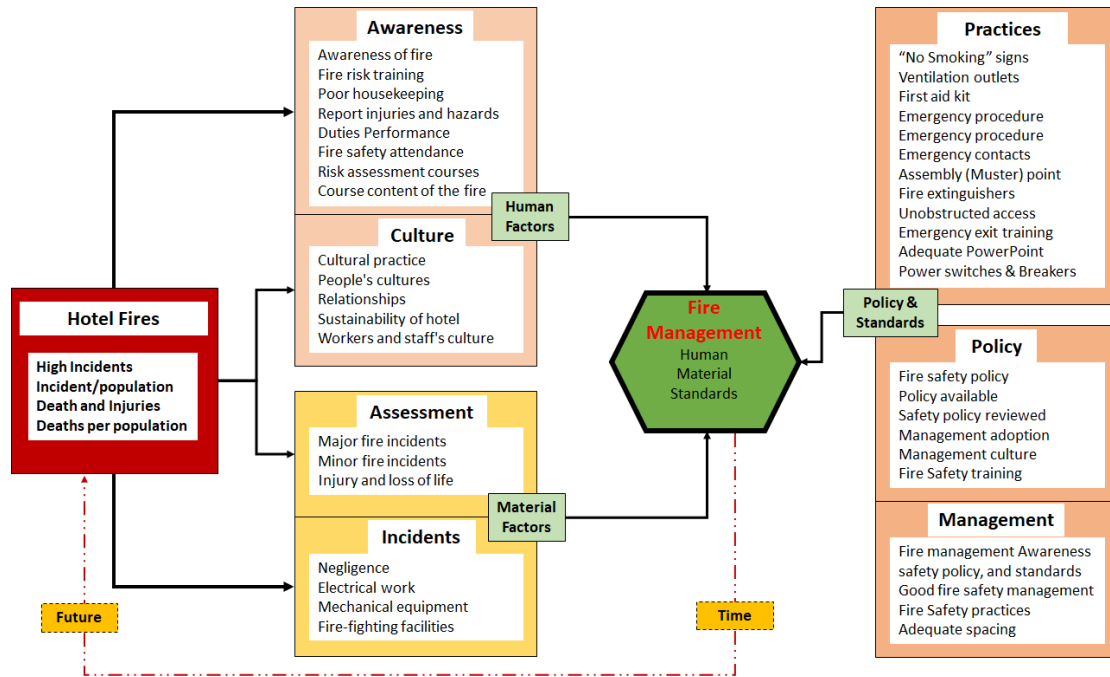 Hotel Fires
High Incidents
Incident/population
Death and Injuries
Deaths per population
Future
Awareness
Awareness of fire
Fire risk training
Poor housekeeping
Report injuries and hazards
Duties Performance
Fire safety attendance
Risk assessment courses
Course content of the fire
Human
Factors
Culture
Cultural practice
People's cultures
Relationships
Sustainability of hotel
Workers and staff's culture
Assessment
Major fire incidents
Minor fire incidents
Injury and loss of life
Material
Factors
Incidents
Negligence
Electrical work
Mechanical equipment
Fire-fighting facilities
Fire
Management
Human
Material
Standards
Time
Policy &
Standards
Practices
“No Smoking” signs
Ventilation outlets
First aid kit
Emergency procedure
Emergency procedure
Emergency contacts
Assembly (Muster) point
Fire extinguishers
Unobstructed access
Emergency exit training
Adequate PowerPoint
Power switches & Breakers
Policy
Fire safety policy
Policy available
Safety policy reviewed
Management adoption
Management culture
Fire Safety training
Management
Fire management Awareness
safety policy, and standards
Good fire safety management
Fire Safety practices
Adequate spacing